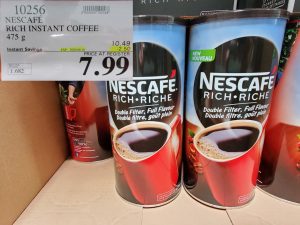 10256
NESCAFE
RICH INSTANT COFFEE
475 g
10.49
Instant Savings
2.50
PRICE AT REGISTER
7.99
1.682
NESCAFÉ
RICH • RICHE
Double Filter, Full Flavour
Double filtre, goût plein
NEW
NOUVEAU
NESCAFÉ
RICH • RICHE
Double Filter, Full Flavour
Double filtre, goût plein